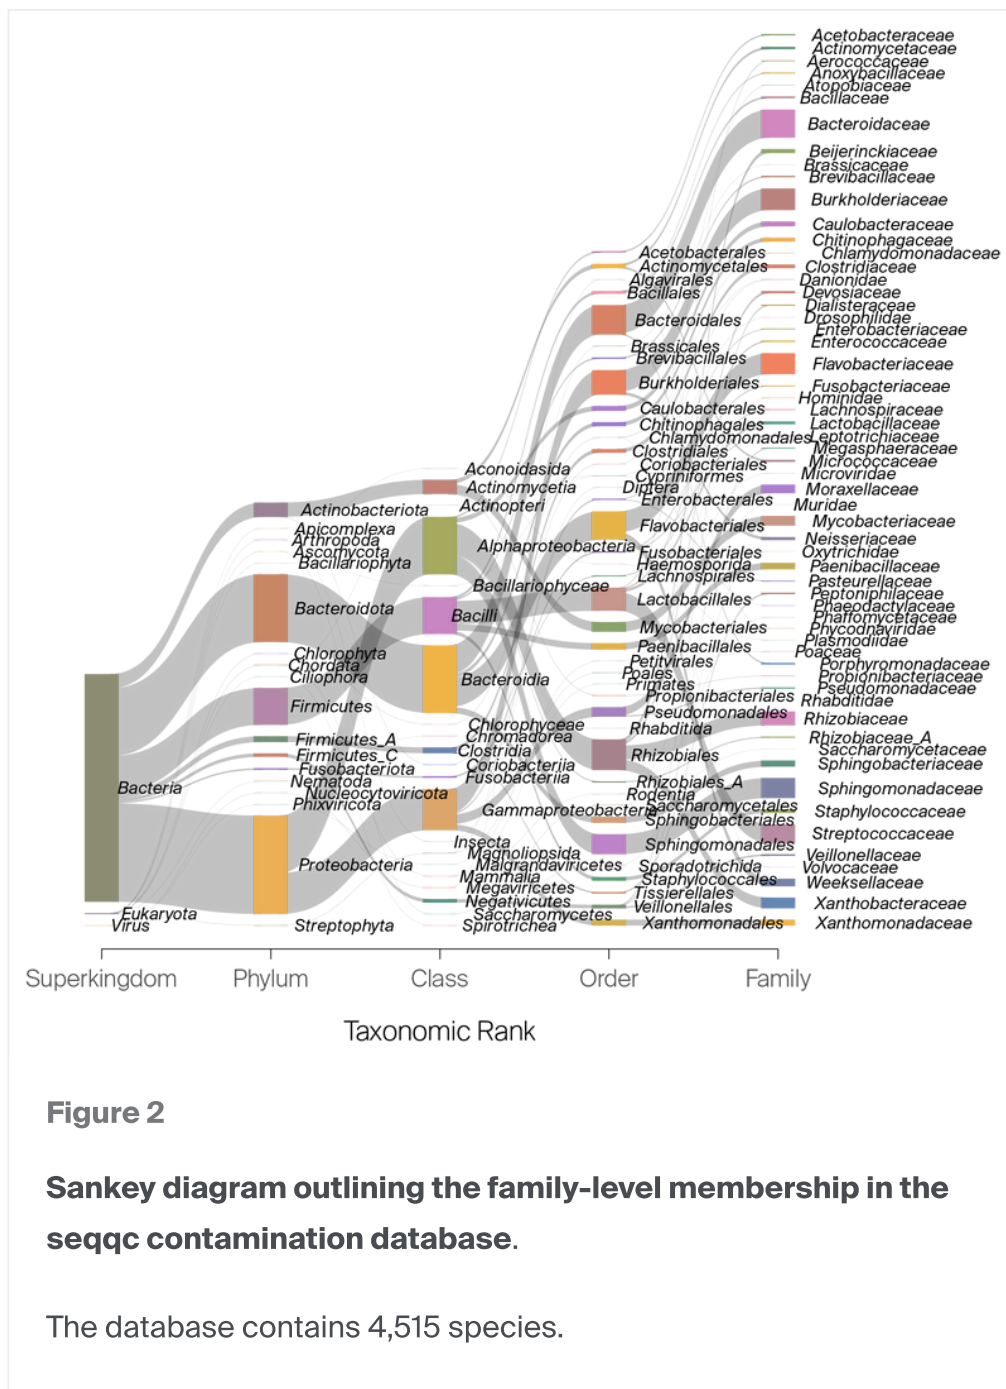 Acetobacteraceae
Actinomycetaceae
Aerococcaceae
Anoxybacillaceae
Atopobiaceae
Bacillaceae
Bacteroidaceae
Beijerinckiaceae
Brassicaceae
Brevibacillaceae
Burkholderiaceae
Caulobacteraceae
Chitinophagaceae
Chlamydomonadaceae
Clostridiaceae
Danionidae
Devosiaceae
Dialisteraceae
Drosophilidae
Enterobacteriaceae
Enterococcaceae
Flavobacteriaceae
Fusobacteriaceae
Hominidae
Lachnospiraceae
Lactobacillaceae
Leptotrichiaceae
Megasphaeraceae
Micrococcaceae
Microviridae
Moraxellaceae
Muridae
Mycobacteriaceae
Neisseriaceae
Oxytrichidae
Paenibacillaceae
Pasteurellaceae
Peptoniphilaceae
Phaeodactylaceae
Phaffomycetaceae
Phycodnaviridae
Plasmodiidae
Poaceae
Porphyromonadaceae
Propionibacteriaceae
Pseudomonadaceae
Rhabditidae
Rhizobiaceae
Rhizobiaceae_A
Saccharomycetaceae
Sphingobacteriaceae
Sphingomonadaceae
Staphylococcaceae
Streptococcaceae
Veillonellaceae
Volvocaceae
Weeksellaceae
Xanthobacteraceae
Xanthomonadaceae
Acetobacterales
Actinomycetales
Algavirales
Bacillales
Bacteroidales
Brassicales
Brevibacillales
Burkholderiales
Caulobacterales
Chitinophagales
Chlamydomonadales
Clostridiales
Coriobacteriales
Cypriniformes
Diptera
Enterobacterales
Flavobacteriales
Fusobacteriales
Haemosporida
Lachnospirales
Lactobacillales
Mycobacteriales
Paenibacillales
Petitvirales
Poales
Primates
Propionibacteriales
Pseudomonadales
Rhabditida
Rhizobiales
Rhizobiales_A
Rodentia
Saccharomycetales
Sphingobacteriales
Sphingomonadales
Sporadotrichida
Staphylococcales
Tissierellales
Veillonellales
Xanthomonadales
Aconoidasida
Actinomycetia
Actinopteri
Alphaproteobacteria
Bacillariophyceae
Bacilli
Bacteroidia
Chlorophyceae
Chromadorea
Clostridia
Coriobacteriia
Fusobacteriia
Gammaproteobacteria
Insecta
Magnoliopsida
Malgrandaviricetes
Mammalia
Megaviricetes
Negativicutes
Saccharomycetes
Spirotrichea
Actinobacteriota
Apicomplexa
Arthropoda
Ascomycota
Bacillariophyta
Bacteroidota
Chlorophyta
Chordata
Ciliophora
Firmicutes
Firmicutes_A
Firmicutes_C
Fusobacteriota
Nematoda
Nucleocytoviricota
Phixviricota
Proteobacteria
Streptophyta
Bacteria
Eukaryota
Virus
Superkingdom Phylum Class Order Family
Taxonomic Rank
Figure 2
Sankey diagram outlining the family-level membership in the
seqqc contamination database.
The database contains 4,515 species.